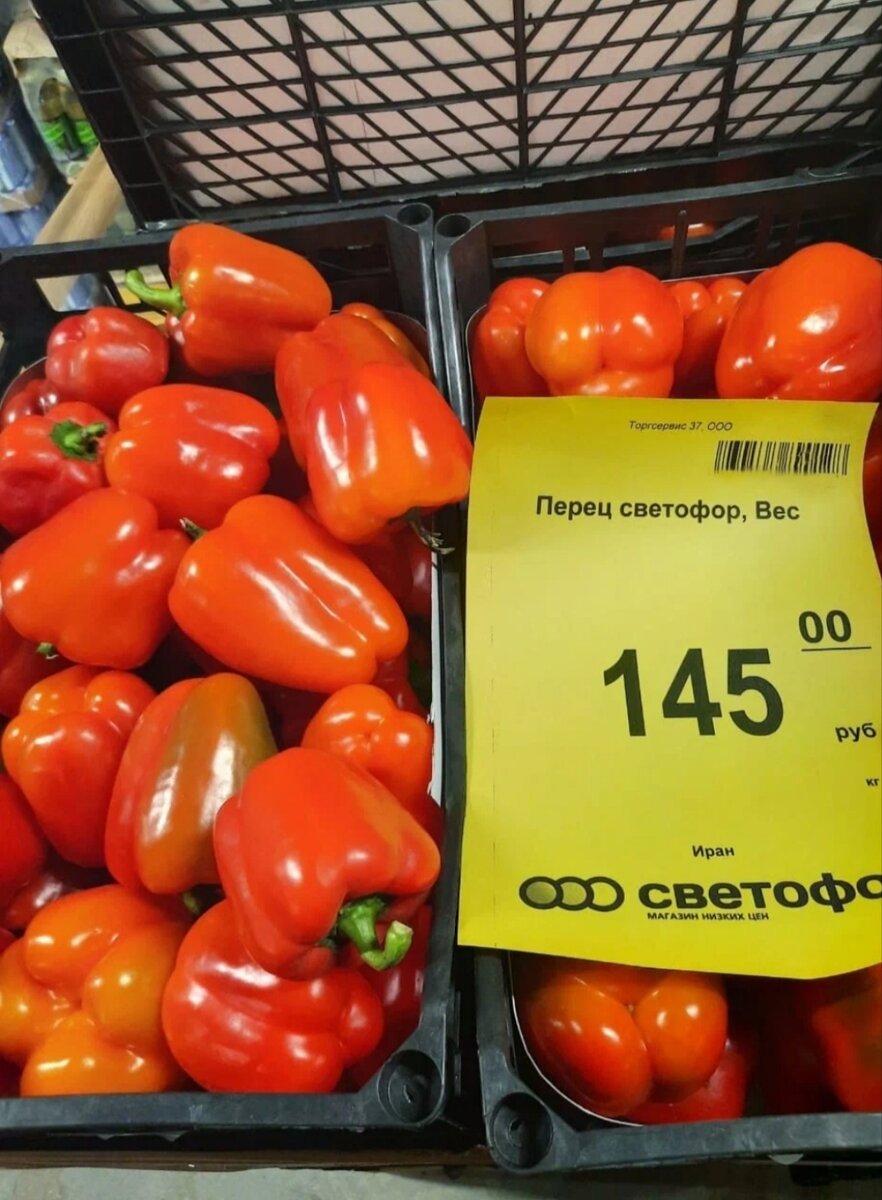 Торгсервис 37, ООО
Перец светофор, Вес
145 00
руб
кг
Иран
светофо
МАГАЗИН НИЗКИХ ЦЕН